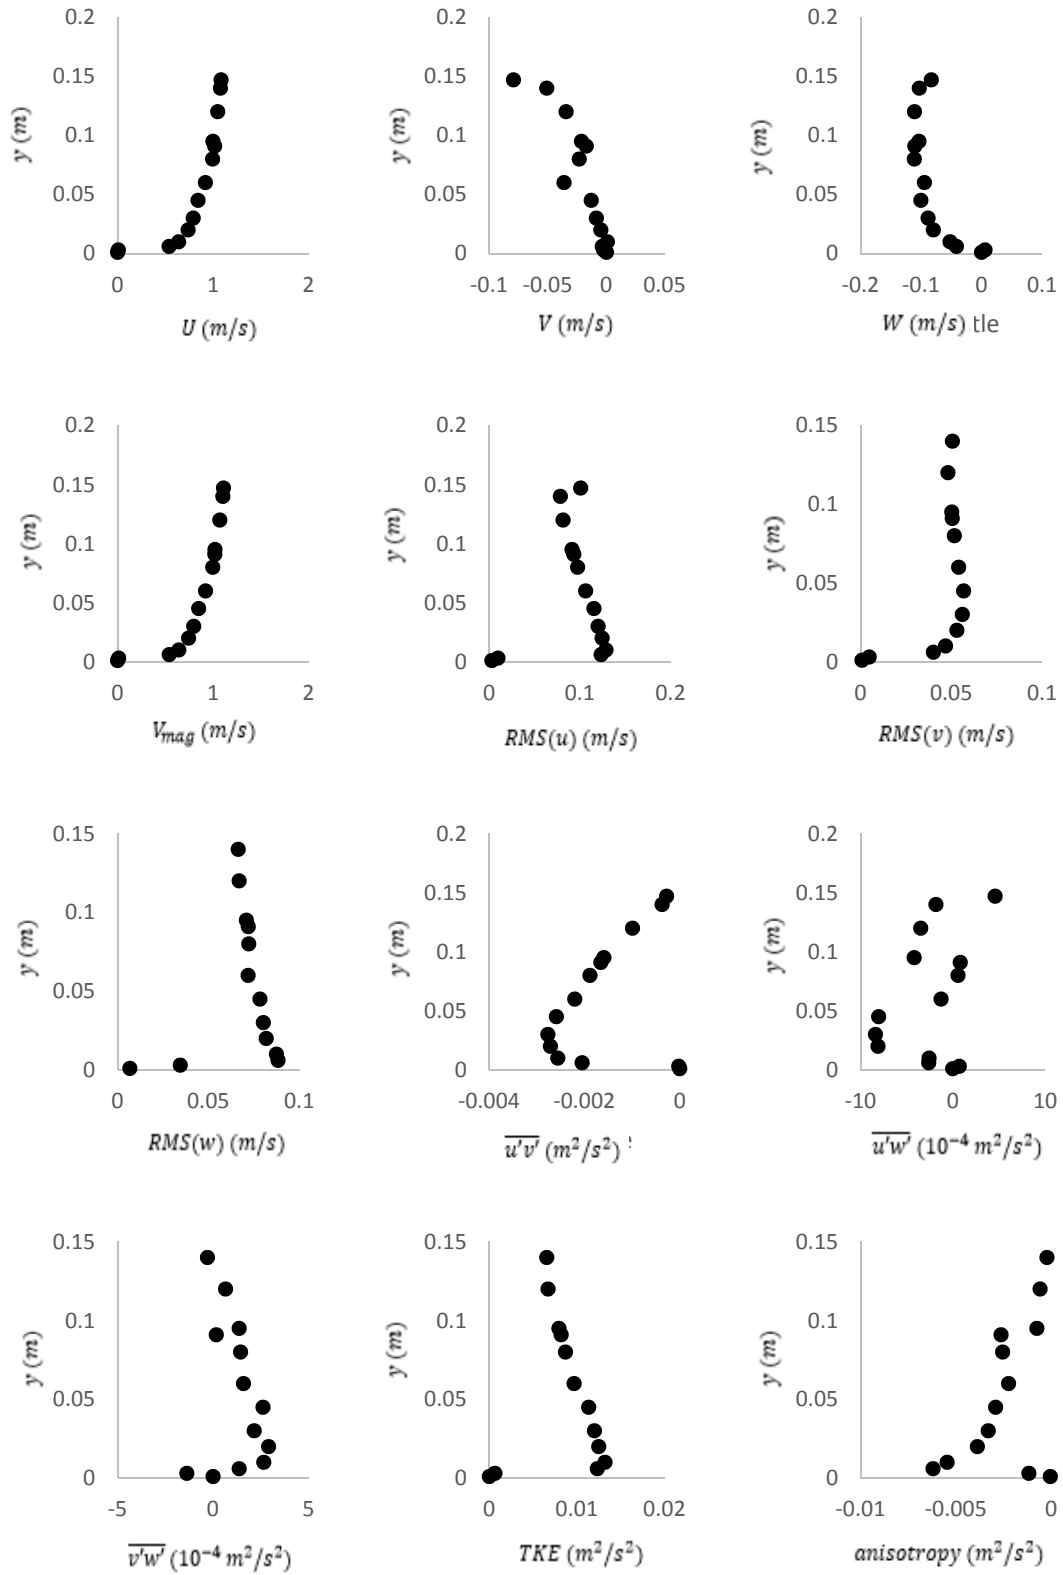 0.2 0.2 0.2
0.15 0.15 0.15
y (m) y (m) y (m)
0.1 0.1 0.1
0.05 0.05 0.05
0 0 0
0 1 2 -0.1 -0.05 0 0.05 -0.2 -0.1 0 0.1
U (m/s) V (m/s) W (m/s) tle
0.2 0.2 0.15
0.15 0.15
y (m) y (m) y (m)
0.1 0.1 0.1
0.05 0.05 0.05
0 0 0
0 1 2 0 0.1 0.2 0 0.05 0.1
V_mag (m/s) RMS(u) (m/s) RMS(v) (m/s)
0.15 0.2 0.2
0.15 0.15
0.1 0.1 0.1
y (m) y (m) y (m)
0.05 0.05 0.05
0 0 0
0 0.05 0.1 -0.004 -0.002 0 -10 0 10
RMS(w) (m/s) u'v' (m²/s²) u'w' (10⁻⁴ m²/s²)
0.15 0.15 0.15
0.1 0.1 0.1
y (m) y (m) y (m)
0.05 0.05 0.05
0 0 0
-5 0 5 0 0.01 0.02 -0.01 -0.005 0
v'w' (10⁻⁴ m²/s²) TKE (m²/s²) anisotropy (m²/s²)